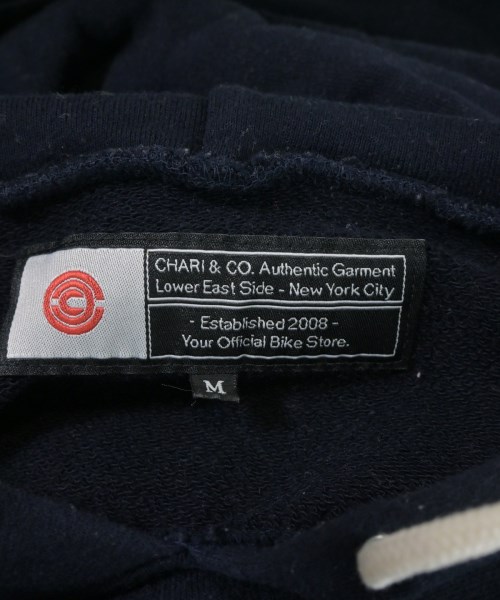 CHARI & CO. Authentic Garment
Lower East Side - New York City
- Established 2008 -
Your Official Bike Store.
M